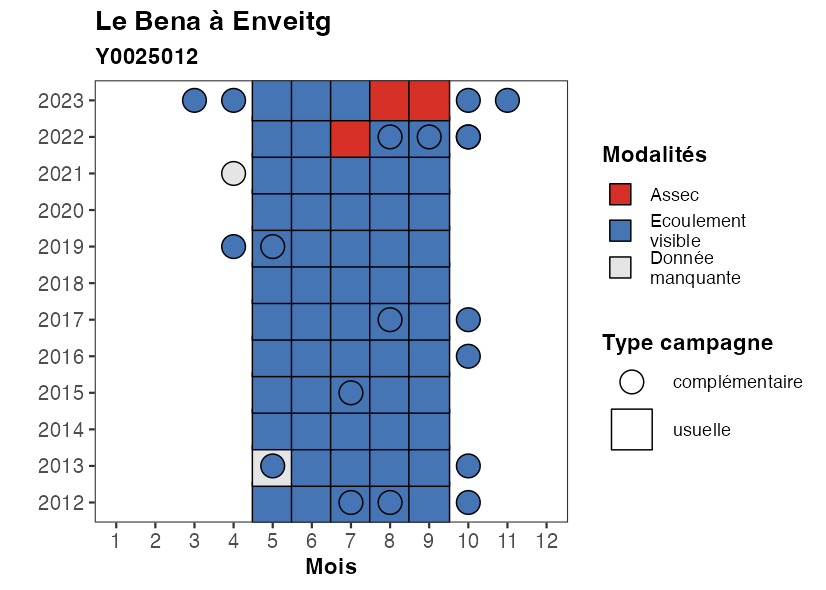 Le Bena à Enveitg
Y0025012
2023
2022
2021
2020
2019
2018
2017
2016
2015
2014
2013
2012
1 2 3 4 5 6 7 8 9 10 11 12
Mois
Modalités
Assec
Ecoulement
visible
Donnée
manquante
Type campagne
complémentaire
usuelle